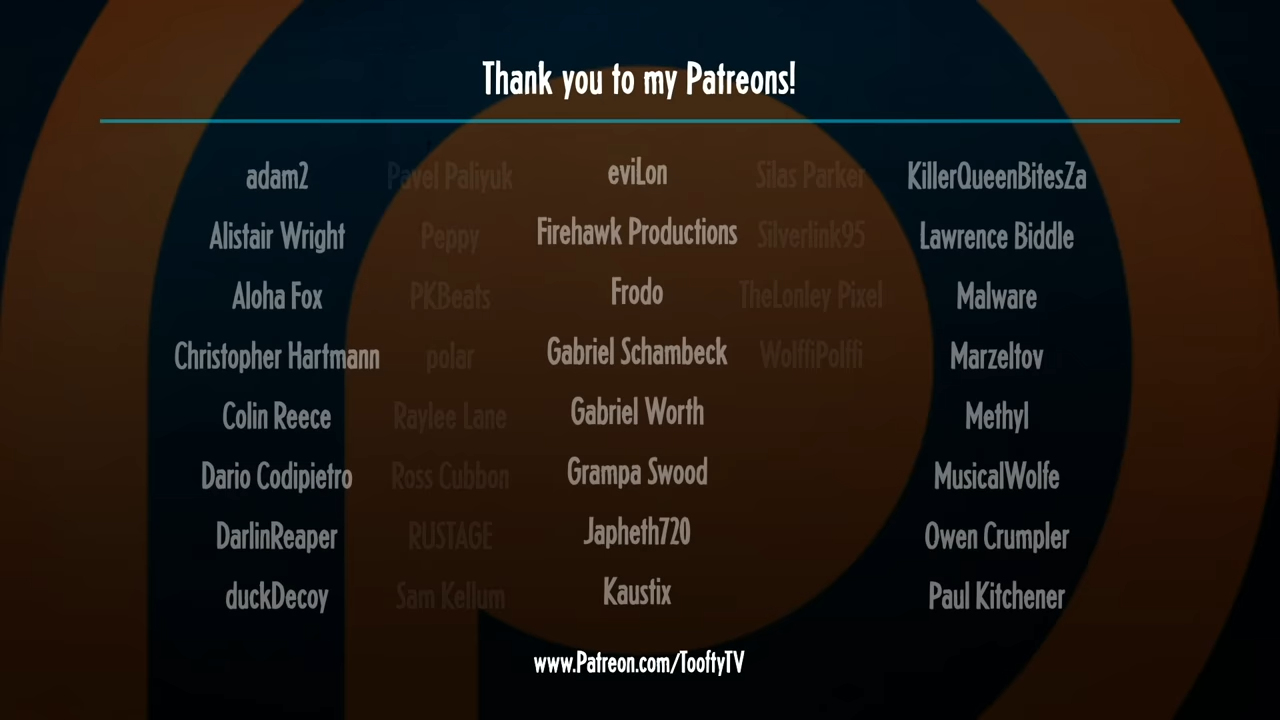 Thank you to my Patreons!
adam2
Alistair Wright
Aloha Fox
Christopher Hartmann
Colin Reece
Dario Codipietro
DarlinReaper
duckDecoy
Pavel Paliyuk
Peppy
PKBeats
polar
Raylee Lane
Ross Cubbon
RUSTAGE
Sam Kellum
eviLon
Firehawk Productions
Frodo
Gabriel Schambeck
Gabriel Worth
Grampa Swood
Japheth720
Kaustix
Silas Parker
Silverlink95
TheLonley Pixel
WolffiPolffi
KillerQueenBitesZa
Lawrence Biddle
Malware
Marzeltov
Methyl
MusicalWolfe
Owen Crumpler
Paul Kitchener
www.Patreon.com/TooftyTV